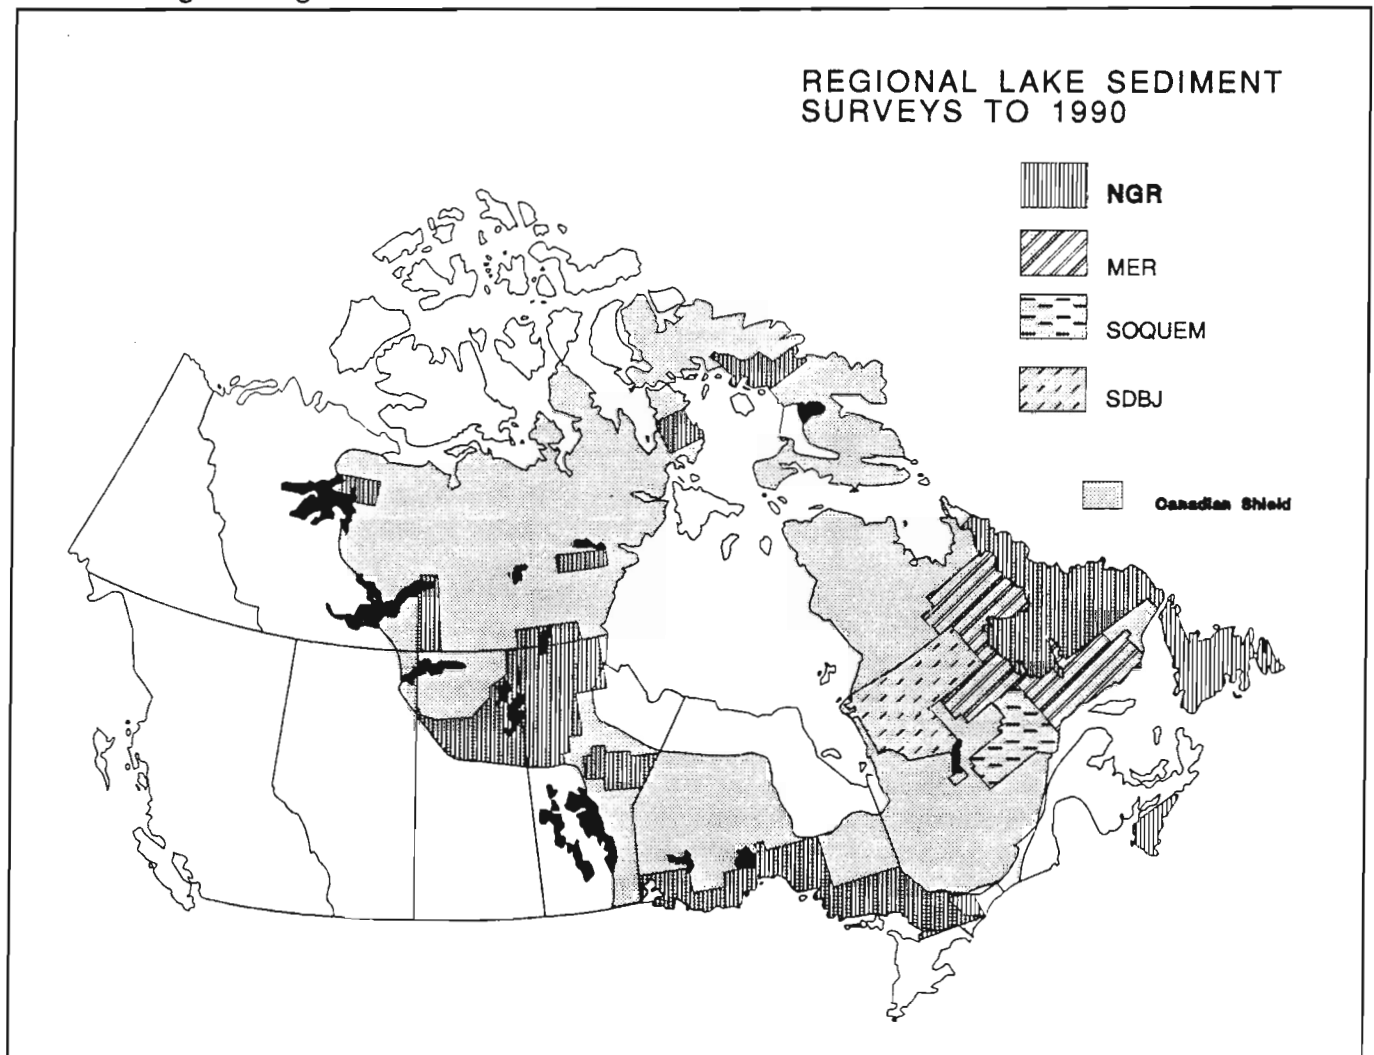 REGIONAL LAKE SEDIMENT
SURVEYS TO 1990
NGR
MER
SOQUEM
SDBJ
Canadian Shield